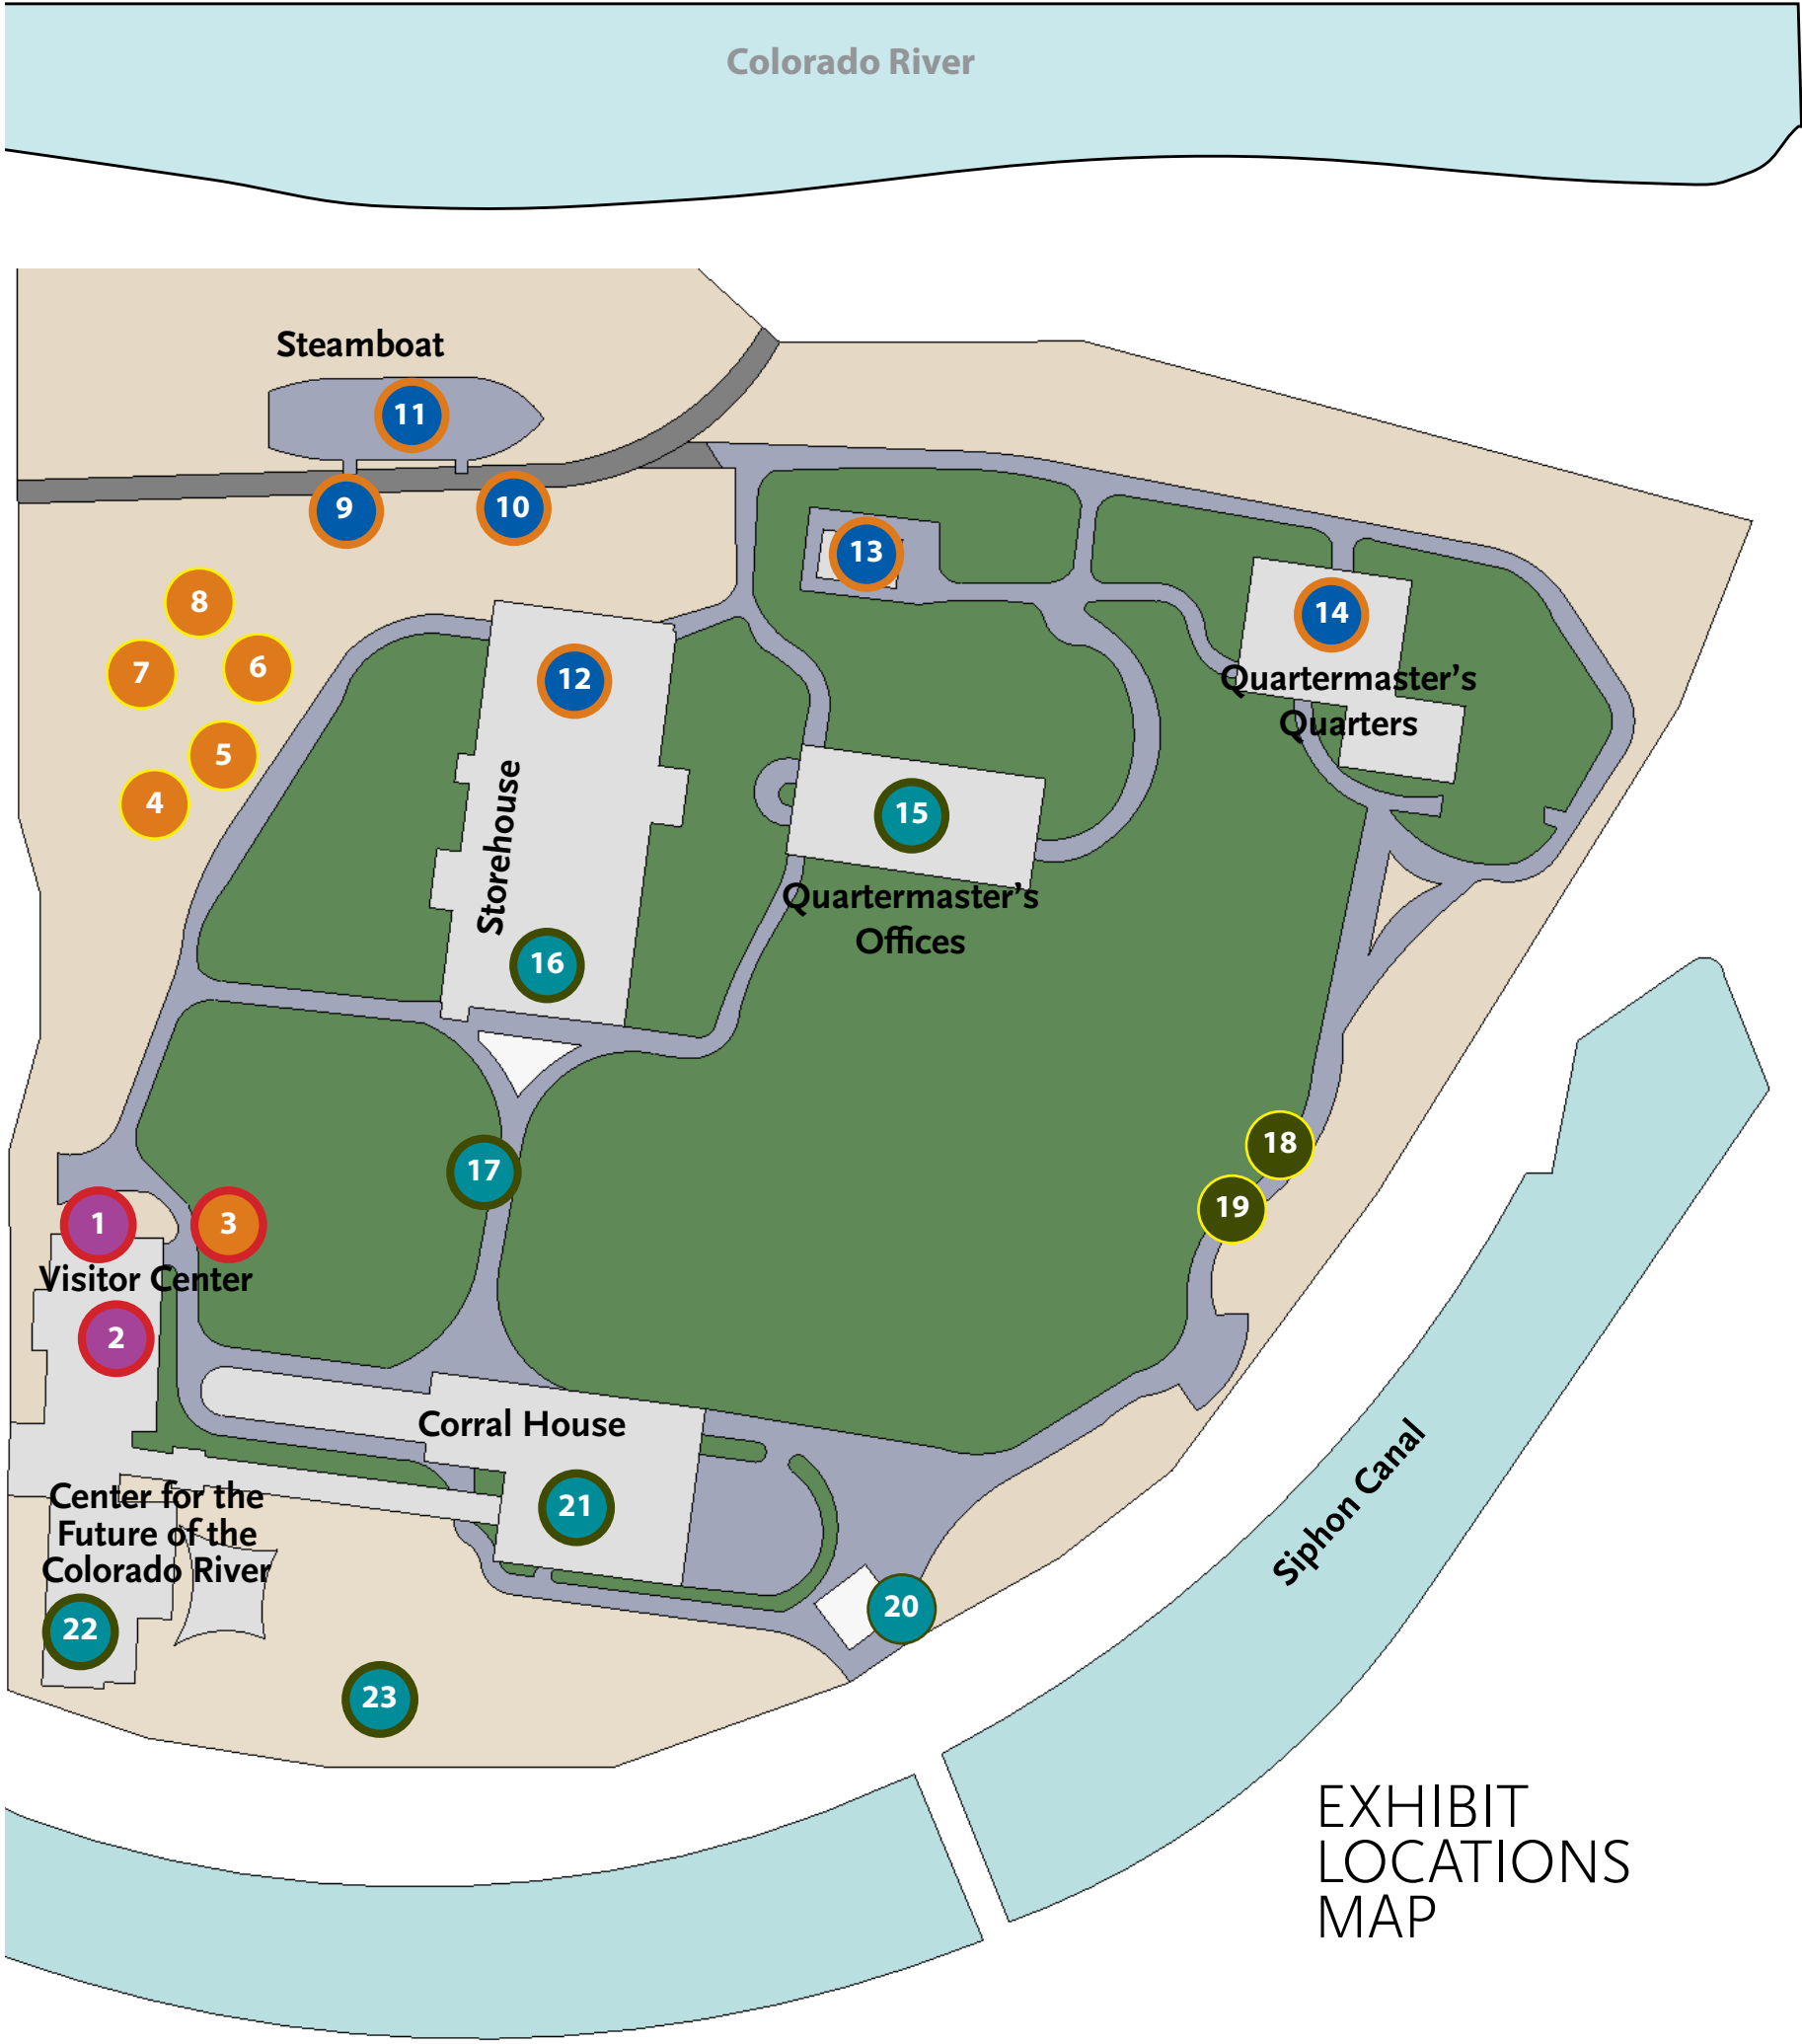 Colorado River
Steamboat
11
9
10
13
8
14
7
6
12
Quartermaster's
Quarters
5
4
15
Storehouse
Quartermaster's
Offices
16
18
17
19
1
3
Visitor Center
2
Corral House
Center for the
Future of the
Colorado River
21
Siphon Canal
20
22
23
EXHIBIT
LOCATIONS
MAP